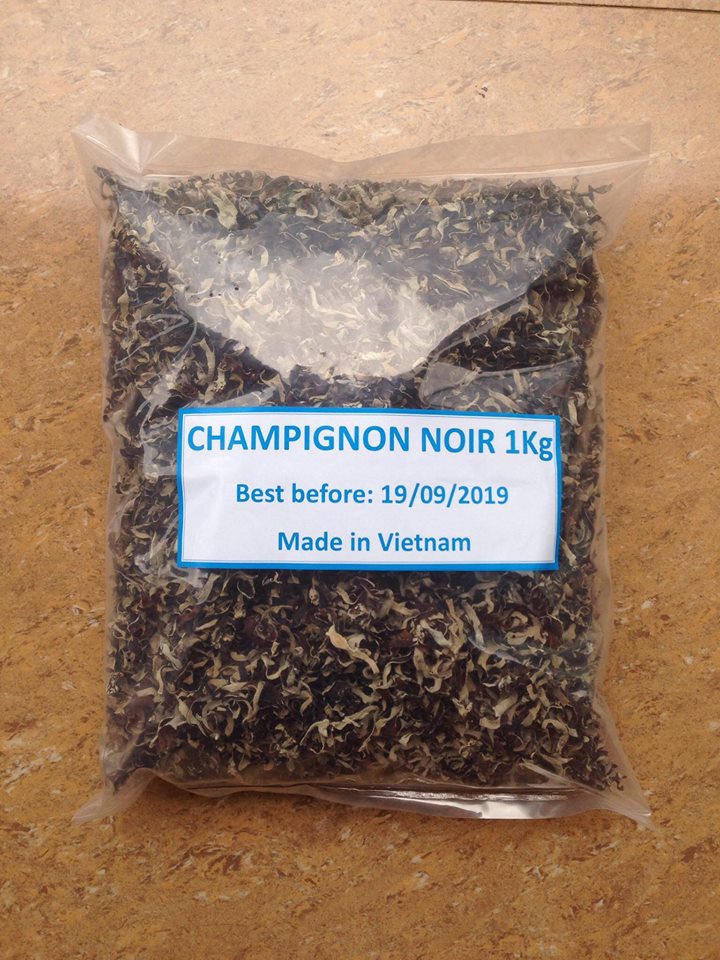 CHAMPIGNON NOIR 1Kg
Best before: 19/09/2019
Made in Vietnam